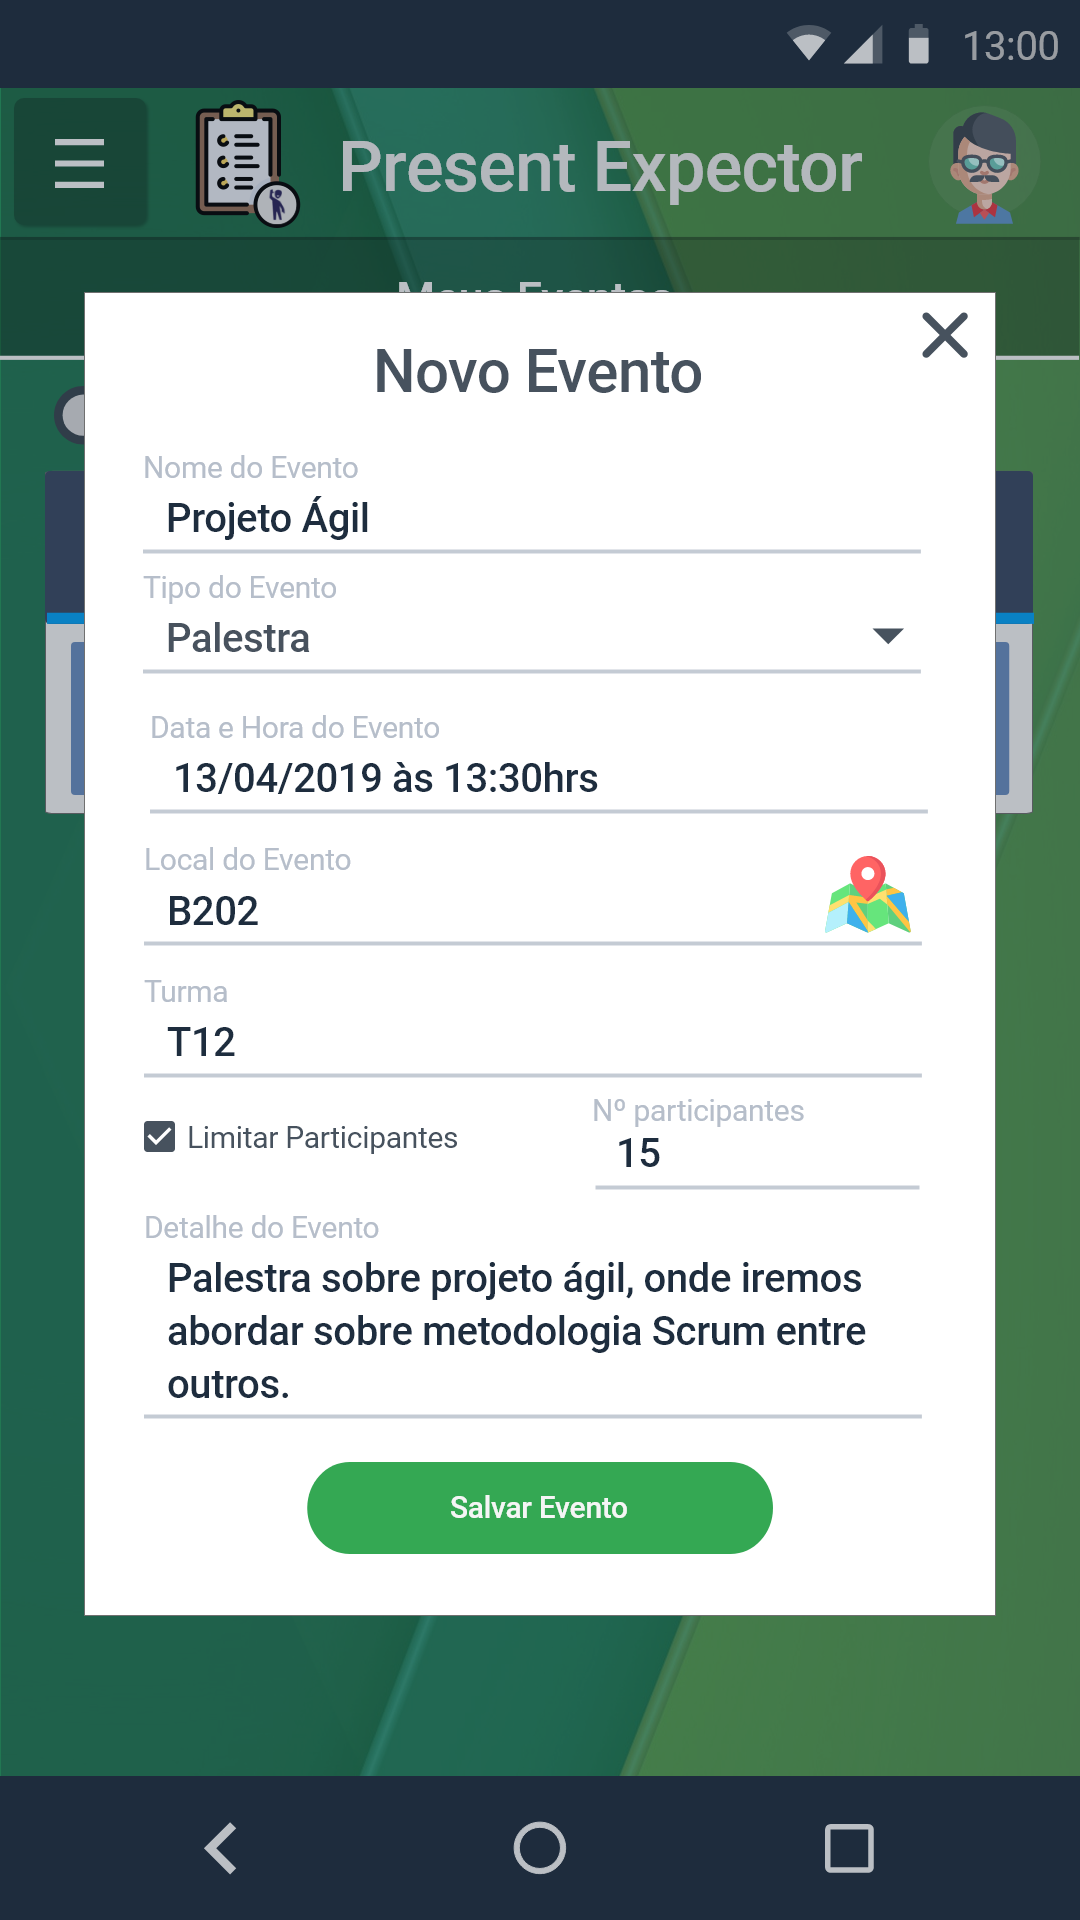 13:00
Present Expector
Meus Eventos
Novo Evento
Nome do Evento
Projeto Ágil
Tipo do Evento
Palestra
Data e Hora do Evento
13/04/2019 às 13:30hrs
Local do Evento
B202
Turma
T12
Limitar Participantes
Nº participantes
15
Detalhe do Evento
Palestra sobre projeto ágil, onde iremos
abordar sobre metodologia Scrum entre
outros.
Salvar Evento